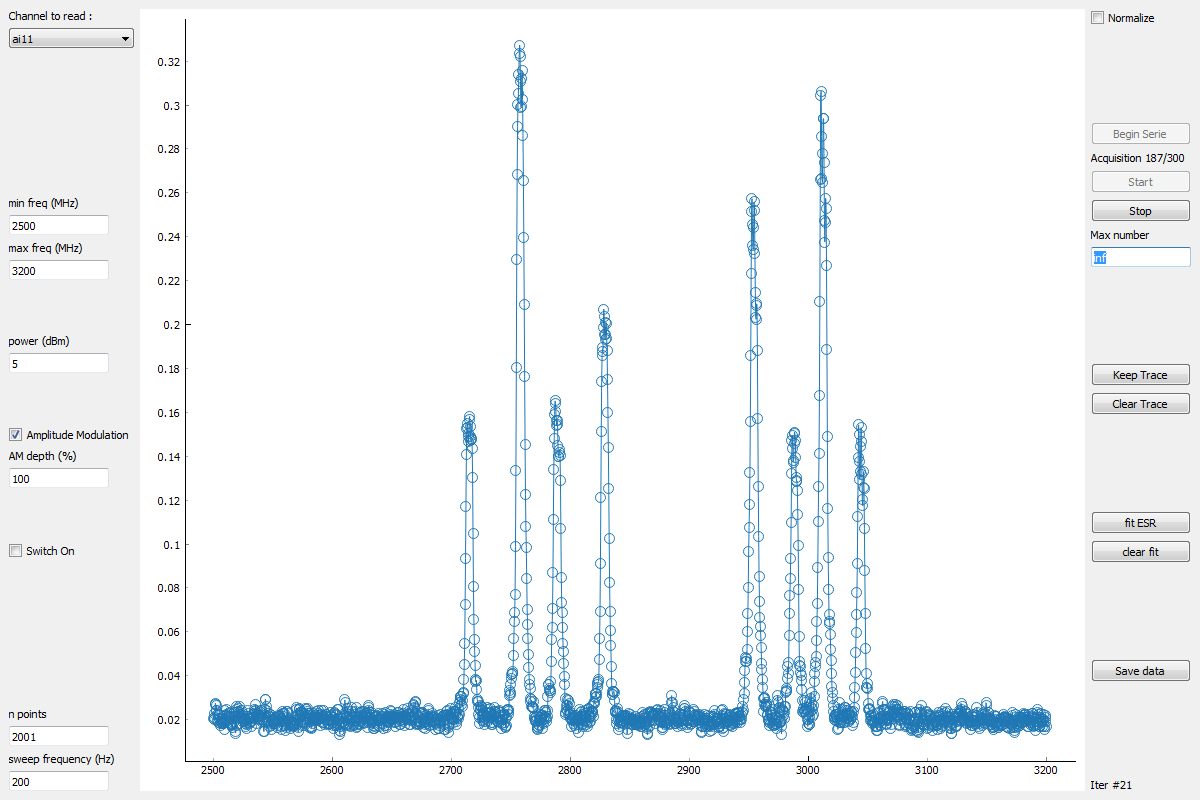 Channel to read :
ai11
min freq (MHz)
2500
max freq (MHz)
3200
power (dBm)
5
Amplitude Modulation
AM depth (%)
100
Switch On
n points
2001
sweep frequency (Hz)
200
0.32
0.3
0.28
0.26
0.24
0.22
0.2
0.18
0.16
0.14
0.12
0.1
0.08
0.06
0.04
0.02
2500 2600 2700 2800 2900 3000 3100 3200
Normalize
Begin Serie
Acquisition 187/300
Start
Stop
Max number
inf
Keep Trace
Clear Trace
fit ESR
clear fit
Save data
Iter #21